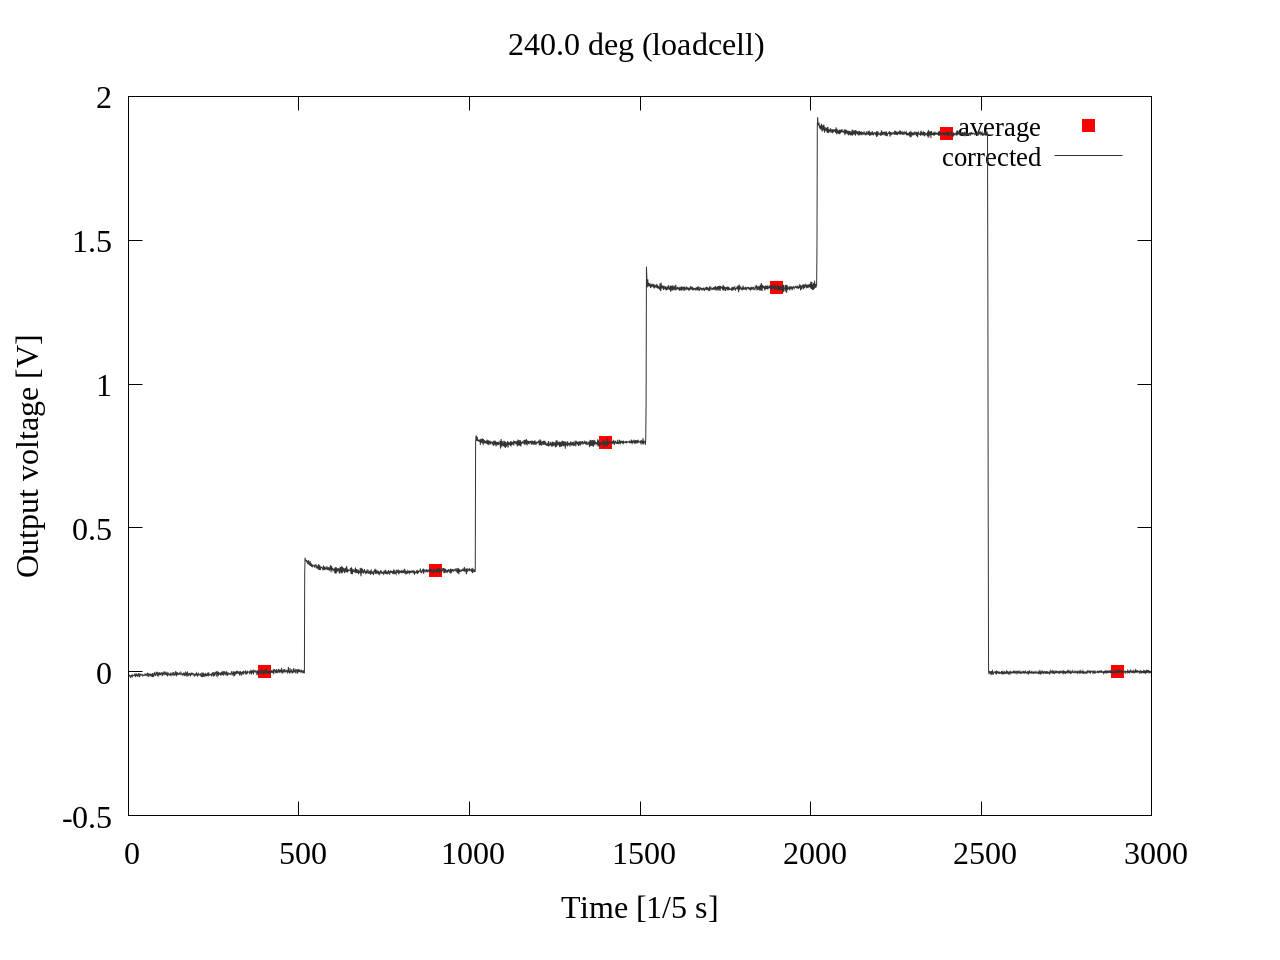 240.0 deg (loadcell)
2
average
corrected
1.5
1
0.5
0
-0.5
Output voltage [V]
0 500 1000 1500 2000 2500 3000
Time [1/5 s]